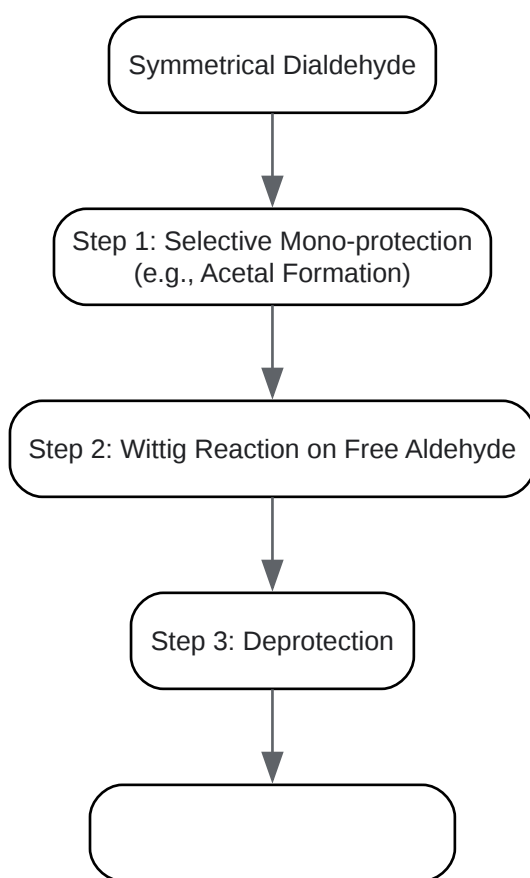 Symmetrical Dialdehyde
Step 1: Selective Mono-protection
(e.g., Acetal Formation)
Step 2: Wittig Reaction on Free Aldehyde
Step 3: Deprotection